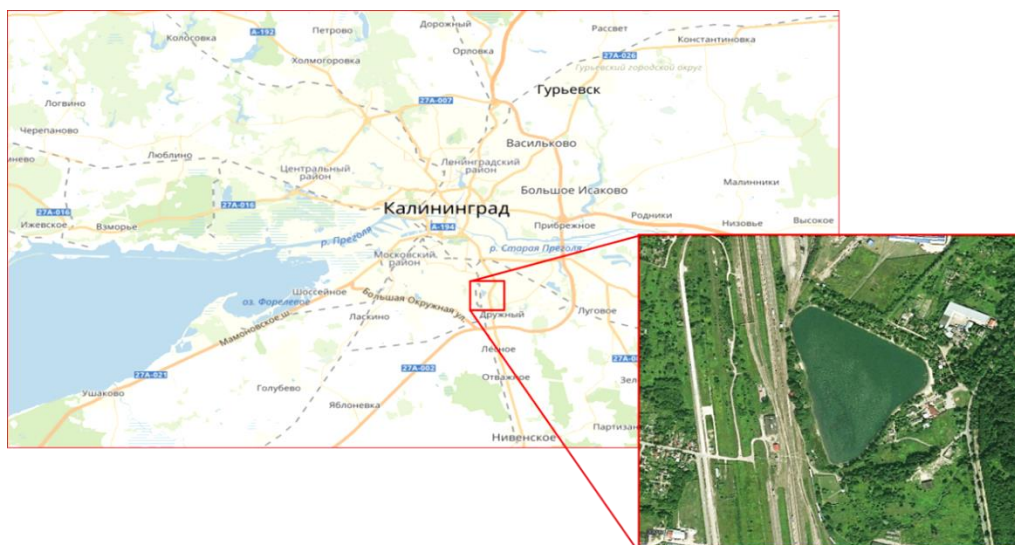 Дорожный
Рассвет
Петрово
А-192
Кологовка
Константиновка
Орловка
27А-026
Холмогоровка
Гурьевский городской округ
Гурьевск
27А-007
Логвино
Черепаново
Васильково
Люблино
Ленинградский
район
Центральный
район
Малинники
Большое Исаково
27А-016
27А-016
Калининград
Родники
Высокое
Ижевское
Взморье
А-194
Прибрежное
Низовье
р. Преголя
р. Старая Преголя
Московский
район
Шоссейное
оз. Форелевое
Большая Окружная ул.
Мамоновское ш.
Ласкино
Дружный
Луговое
Лесное
27А-021
27А-002
Отважное
Ушаково
Голубево
Яблоневка
Нивенское